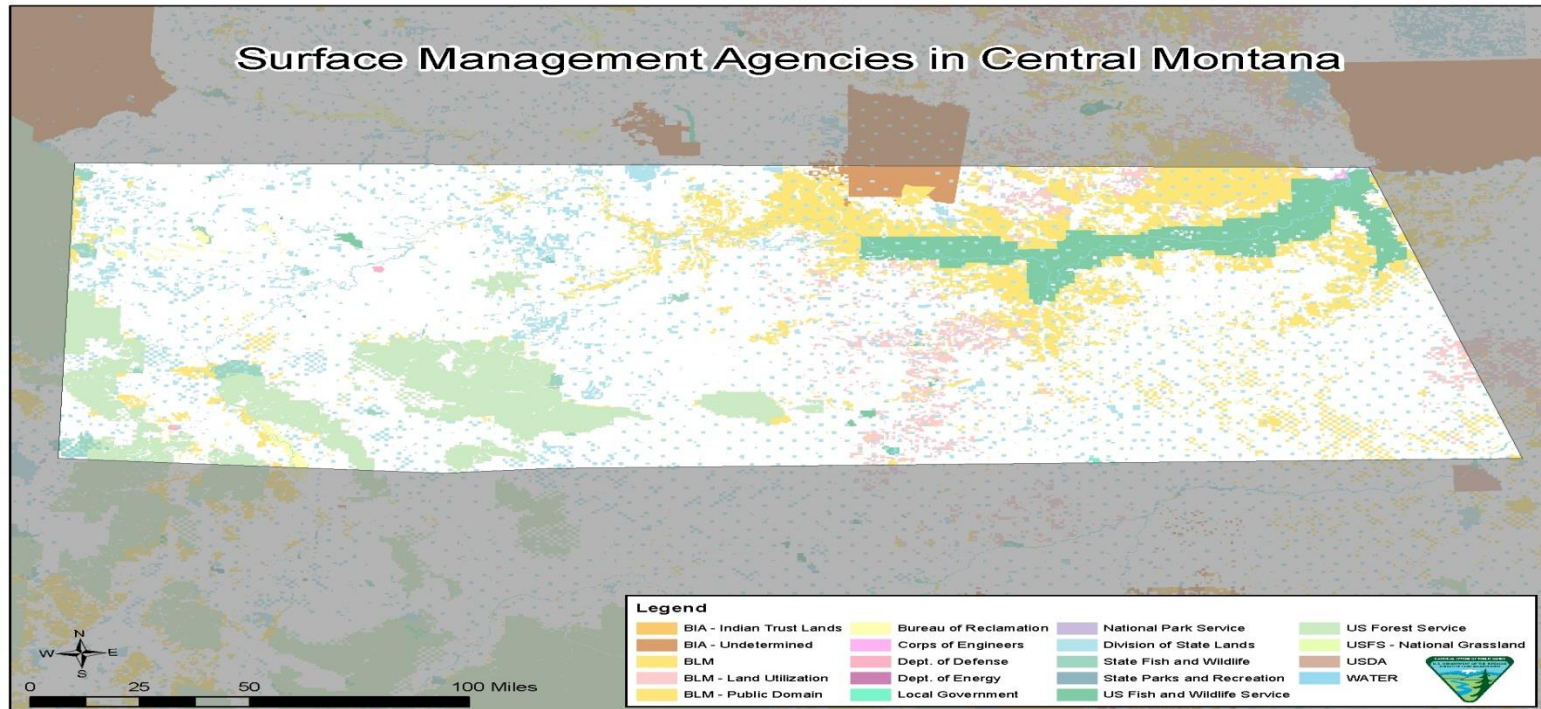 Surface Management Agencies in Central Montana
N
W E
S
0 25 50 100 Miles
Legend
BIA - Indian Trust Lands
BIA - Undetermined
BLM
BLM - Land Utilization
BLM - Public Domain
Bureau of Reclamation
Corps of Engineers
Dept. of Defense
Dept. of Energy
Local Government
National Park Service
Division of State Lands
State Fish and Wildlife
State Parks and Recreation
US Fish and Wildlife Service
US Forest Service
USFS - National Grassland
USDA
WATER